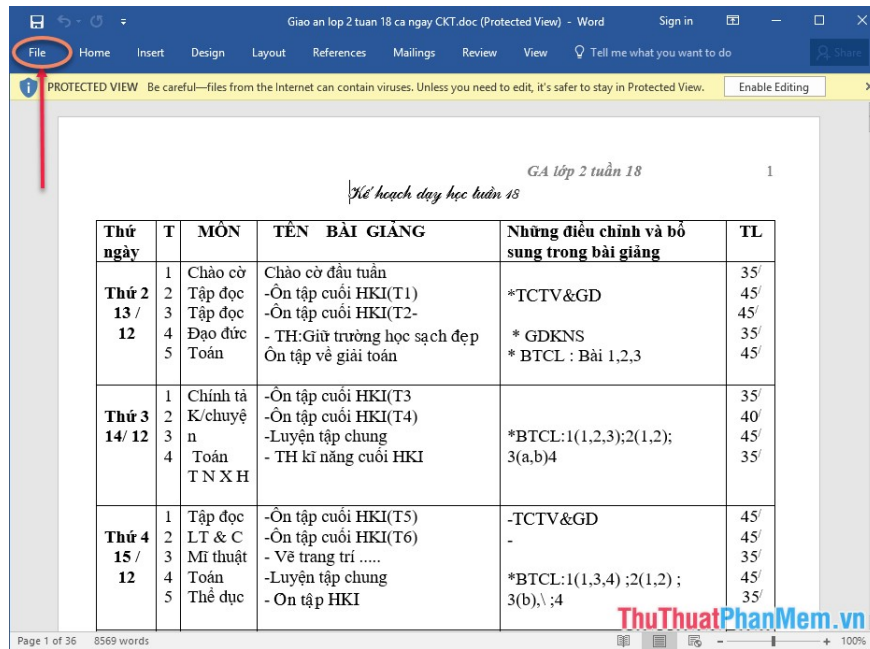 Giao an lop 2 tuan 18 ca ngay CKT.doc (Protected View) - Word Sign in
File Home Insert Design Layout References Mailings Review View Tell me what you want to do Share
PROTECTED VIEW Be careful—files from the Internet can contain viruses. Unless you need to edit, it's safer to stay in Protected View. Enable Editing
GA lớp 2 tuần 18 1
Kế hoạch dạy học tuần 18
Thứ ngày T MÔN TÊN BÀI GIẢNG Những điều chỉnh và bổ sung trong bài giảng TL
1 Chào cờ Chào cờ đầu tuần 35/
Thứ 2 2 Tập đọc -Ôn tập cuối HKI(T1) *TCTV&GD 45/
13 / 3 Tập đọc -Ôn tập cuối HKI(T2- 45/
12 4 Đạo đức - TH:Giữ trường học sạch đẹp * GDKNS 35/
5 Toán Ôn tập về giải toán * BTCL : Bài 1,2,3 45/
1 Chính tả -Ôn tập cuối HKI(T3 35/
Thứ 3 2 K/chuyệ -Ôn tập cuối HKI(T4) 40/
14/ 12 3 n -Luyện tập chung *BTCL:1(1,2,3);2(1,2); 45/
4 Toán - TH kĩ năng cuối HKI 3(a,b)4 35/
T N X H
1 Tập đọc -Ôn tập cuối HKI(T5) -TCTV&GD 45/
Thứ 4 2 LT & C -Ôn tập cuối HKI(T6) - 45/
15 / 3 Mĩ thuật - Vẽ trang trí ..... 35/
12 4 Toán -Luyện tập chung *BTCL:1(1,3,4) ;2(1,2) ; 45/
5 Thể dục - Ôn tập HKI 3(b),\ ;4 35/
ThuThuatPhanMem.vn
Page 1 of 36 8569 words 100%